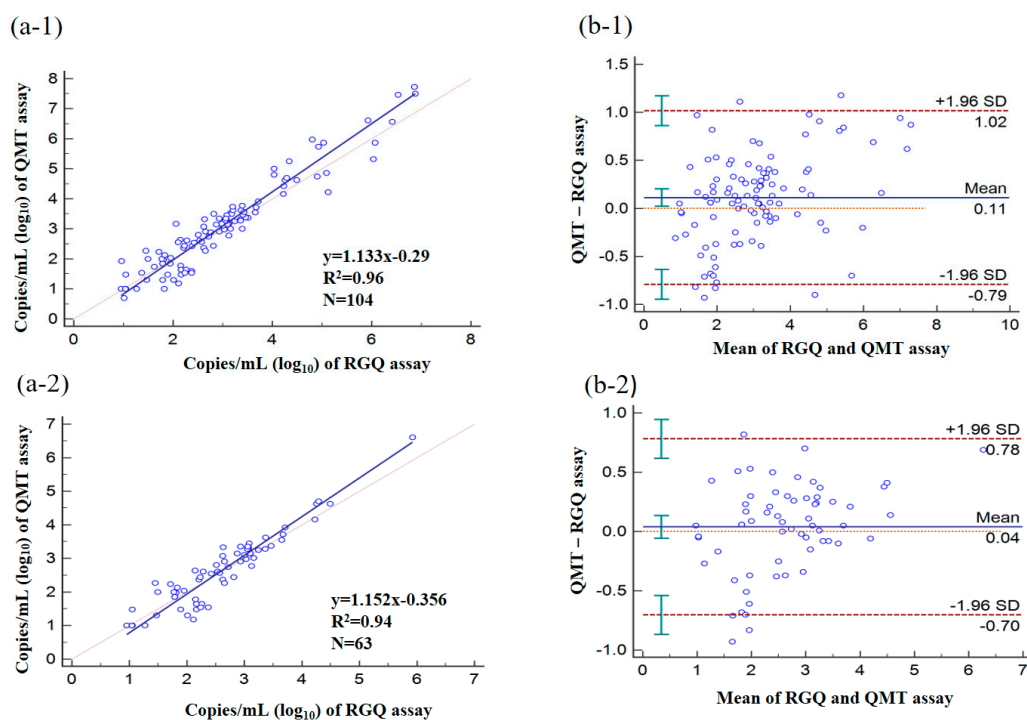 (a-1)
8
7
6
5
4
3
2
1
0
Copies/mL (log10) of QMT assay
y=1.133x-0.29
R²=0.96
N=104
0 2 4 6 8
Copies/mL (log10) of RGQ assay
(b-1)
1.5
1.0
0.5
0.0
-0.5
-1.0
QMT – RGQ assay
+1.96 SD
1.02
Mean
0.11
-1.96 SD
-0.79
0 2 4 6 8 10
Mean of RGQ and QMT assay
(a-2)
7
6
5
4
3
2
1
0
Copies/mL (log10) of QMT assay
y=1.152x-0.356
R²=0.94
N=63
0 1 2 3 4 5 6 7
Copies/mL (log10) of RGQ assay
(b-2)
1.0
0.5
0.0
-0.5
-1.0
QMT – RGQ assay
+1.96 SD
0.78
Mean
0.04
-1.96 SD
-0.70
0 1 2 3 4 5 6 7
Mean of RGQ and QMT assay